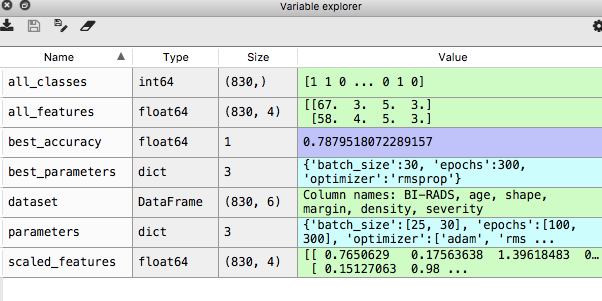 Variable explorer
Name Type Size Value
all_classes int64 (830,) [1 1 0 ... 0 1 0]
all_features float64 (830, 4) [[67. 3. 5. 3.]
[58. 4. 5. 3.]
best_accuracy float64 1 0.7879518072289157
best_parameters dict 3 {'batch_size':30, 'epochs':300,
'optimizer':'rmsprop'}
dataset DataFrame (830, 6) Column names: BI-RADS, age, shape,
margin, density, severity
parameters dict 3 {'batch_size':[25, 30], 'epochs':[100,
300], 'optimizer':['adam', 'rms ...
scaled_features float64 (830, 4) [[ 0.7650629 0.17563638 1.39618483 0…
[ 0.15127063 0.98 ...